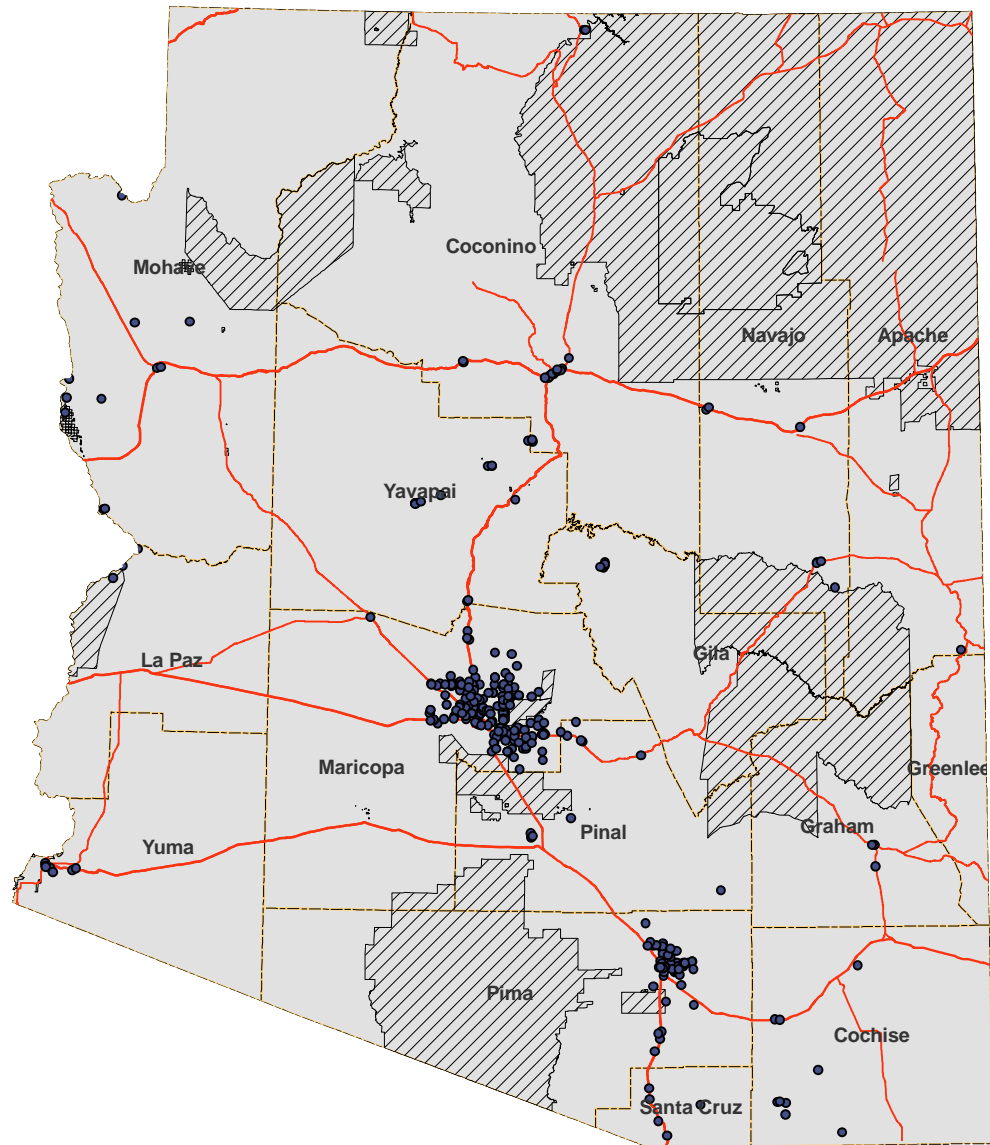 Coconino
Mohave
Navajo
Apache
Yavapai
La Paz
Gila
Maricopa
Greenlee
Pinal
Graham
Yuma
Pima
Cochise
Santa Cruz